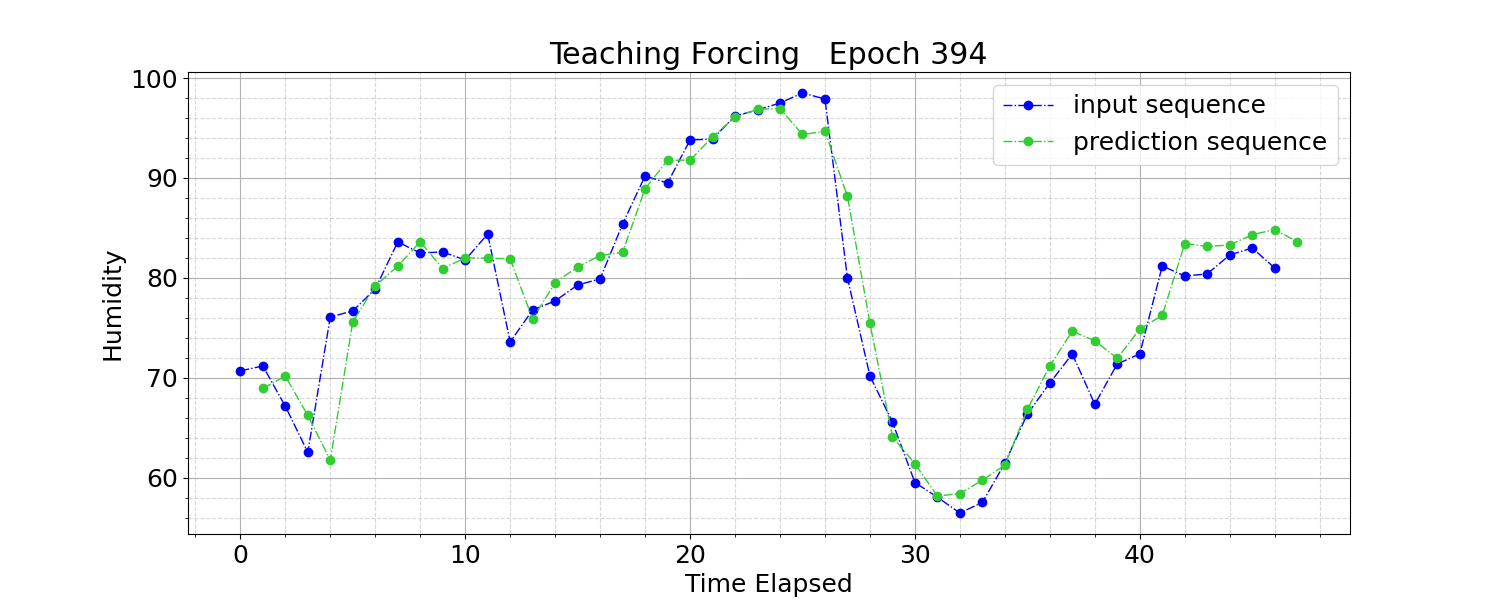 Teaching Forcing   Epoch 394
100
90
80
70
60
Humidity
input sequence
prediction sequence
0 10 20 30 40
Time Elapsed